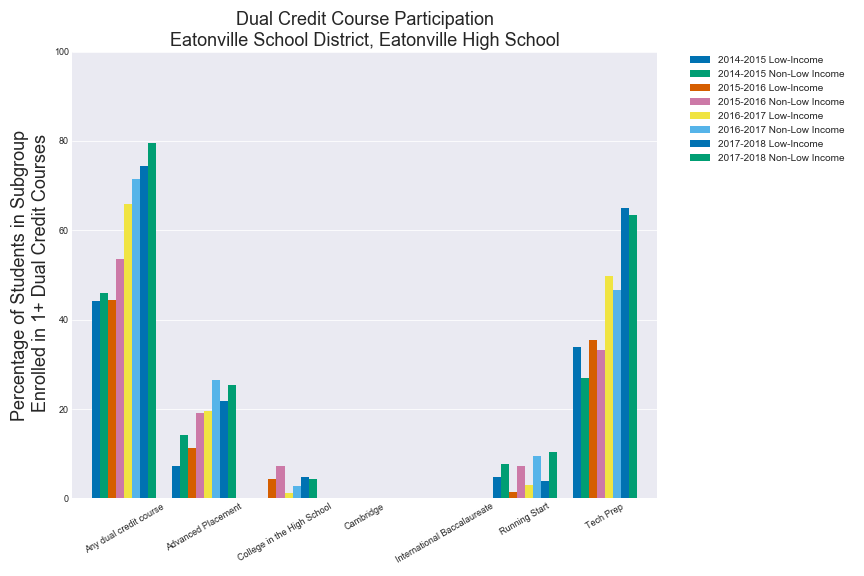 Dual Credit Course Participation
Eatonville School District, Eatonville High School
Percentage of Students in Subgroup
Enrolled in 1+ Dual Credit Courses
100
80
60
40
20
0
Any dual credit course
Advanced Placement
College in the High School
Cambridge
International Baccalaureate
Running Start
Tech Prep
2014-2015 Low-Income
2014-2015 Non-Low Income
2015-2016 Low-Income
2015-2016 Non-Low Income
2016-2017 Low-Income
2016-2017 Non-Low Income
2017-2018 Low-Income
2017-2018 Non-Low Income